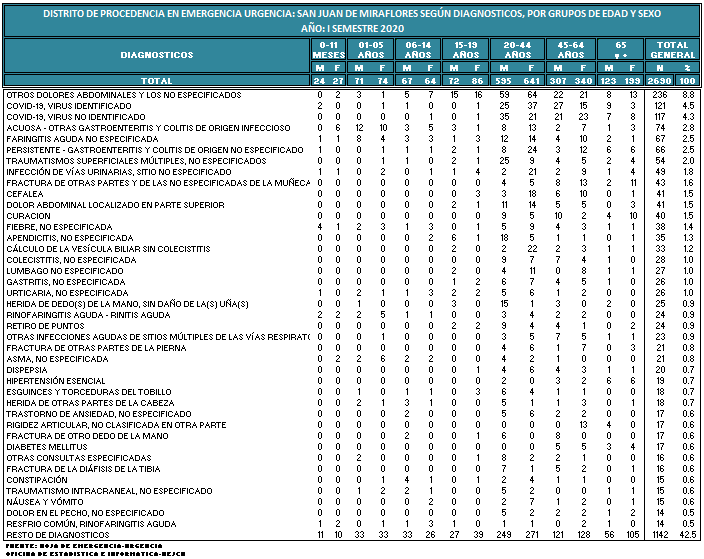 DISTRITO DE PROCEDENCIA EN EMERGENCIA URGENCIA: SAN JUAN DE MIRAFLORES SEGÚN DIAGNOSTICOS, POR GRUPOS DE EDAD Y SEXO
AÑO: I SEMESTRE 2020
DIAGNOSTICOS 0-11 MESES 01-05 AÑOS 06-14 AÑOS 15-19 AÑOS 20-44 AÑOS 45-64 AÑOS 65 y + TOTAL GENERAL
M F M F M F M F M F M F M F N %
TOTAL 24 27 71 74 67 64 72 86 595 641 307 340 123 199 2690 100
OTROS DOLORES ABDOMINALES Y LOS NO ESPECIFICADOS 0 2 3 1 5 7 15 16 59 64 22 21 8 13 236 8.8
COVID-19, VIRUS IDENTIFICADO 2 0 0 0 1 0 0 1 25 37 27 15 9 3 121 4.5
COVID-19, VIRUS NO IDENTIFICADO 0 0 0 0 0 0 1 1 35 21 21 23 7 8 117 4.3
ACUOSA - OTRAS GASTROENTERITIS Y COLITIS DE ORIGEN INFECCIOSO 0 6 12 10 3 5 3 1 8 13 2 7 1 3 74 2.8
FARINGITIS AGUDA NO ESPECIFICADA 1 1 8 4 3 3 3 1 12 14 4 10 2 1 67 2.5
PERSISTENTE - GASTROENTERITIS Y COLITIS DE ORIGEN NO ESPECIFICADO 1 0 0 1 1 1 2 1 8 24 3 12 6 6 66 2.5
TRAUMATISMOS SUPERFICIALES MÚLTIPLES, NO ESPECIFICADOS 0 0 0 1 1 0 2 1 25 9 4 5 2 4 54 2.0
INFECCIÓN DE VÍAS URINARIAS, SITIO NO ESPECIFICADO 1 1 0 2 0 1 1 4 2 21 2 9 1 4 49 1.8
FRACTURA DE OTRAS PARTES Y DE LAS NO ESPECIFICADAS DE LA MUÑECA 0 0 0 0 0 0 0 0 4 5 8 13 2 11 43 1.6
CEFALEA 0 0 0 0 0 0 0 3 3 18 6 10 0 1 41 1.5
DOLOR ABDOMINAL LOCALIZADO EN PARTE SUPERIOR 0 0 0 0 0 1 2 1 11 14 5 5 0 3 41 1.5
CURACION 0 0 0 0 0 0 0 0 9 5 10 2 4 10 40 1.5
FIEBRE, NO ESPECIFICADA 4 1 2 3 1 3 0 1 5 9 4 3 1 1 38 1.4
APENDICITIS, NO ESPECIFICADA 0 0 0 0 0 2 6 1 18 5 1 1 0 1 35 1.3
CÁLCULO DE LA VESÍCULA BILIAR SIN COLECISTITIS 0 0 0 0 0 0 2 0 2 22 2 3 1 1 33 1.2
COLECISTITIS, NO ESPECIFICADA 0 0 0 0 0 0 0 0 9 7 7 4 1 0 28 1.0
LUMBAGO NO ESPECIFICADO 0 0 0 0 0 0 2 0 4 11 0 8 1 1 27 1.0
GASTRITIS, NO ESPECIFICADA 0 0 0 0 0 0 1 2 6 7 4 5 1 0 26 1.0
URTICARIA, NO ESPECIFICADA 1 0 2 1 1 3 2 2 5 6 1 2 0 0 26 1.0
HERIDA DE DEDO(S) DE LA MANO, SIN DAÑO DE LA(S) UÑA(S) 0 0 1 0 0 0 3 0 15 1 3 0 2 0 25 0.9
RINOFARINGITIS AGUDA - RINITIS AGUDA 2 2 2 5 1 1 0 0 3 4 2 2 0 0 24 0.9
RETIRO DE PUNTOS 0 0 0 0 0 0 2 2 9 4 4 1 0 2 24 0.9
OTRAS INFECCIONES AGUDAS DE SITIOS MÚLTIPLES DE LAS VÍAS RESPIRATO 0 0 0 1 0 0 0 0 3 5 7 5 1 1 23 0.9
FRACTURA DE OTRAS PARTES DE LA PIERNA 0 0 0 0 0 0 0 0 4 6 1 7 0 3 21 0.8
ASMA, NO ESPECIFICADA 0 2 2 6 2 2 0 0 4 2 1 0 0 0 21 0.8
DISPEPSIA 0 0 0 0 0 0 0 1 4 6 4 3 1 1 20 0.7
HIPERTENSIÓN ESENCIAL 0 0 0 0 0 0 0 0 2 0 3 2 6 6 19 0.7
ESGUINCES Y TORCEDURAS DEL TOBILLO 0 0 1 0 1 1 0 3 6 4 1 1 0 0 18 0.7
HERIDA DE OTRAS PARTES DE LA CABEZA 0 0 2 1 3 1 0 0 5 1 1 3 0 1 18 0.7
TRASTORNO DE ANSIEDAD, NO ESPECIFICADO 0 0 0 0 2 0 0 0 5 6 2 2 0 0 17 0.6
RIGIDEZ ARTICULAR, NO CLASIFICADA EN OTRA PARTE 0 0 0 0 0 0 0 0 0 0 0 13 4 0 17 0.6
FRACTURA DE OTRO DEDO DE LA MANO 0 0 0 0 2 0 0 1 6 0 8 0 0 0 17 0.6
DIABETES MELLITUS 0 0 0 0 0 0 0 0 0 0 5 5 3 4 17 0.6
OTRAS CONSULTAS ESPECIFICADAS 0 0 2 0 0 0 0 1 8 2 2 1 0 0 16 0.6
FRACTURA DE LA DIÁFISIS DE LA TIBIA 0 0 0 0 0 0 0 0 7 1 5 2 0 1 16 0.6
CONSTIPACIÓN 0 0 0 1 4 1 0 1 2 4 1 1 0 0 15 0.6
TRAUMATISMO INTRACRANEAL, NO ESPECIFICADO 0 0 1 2 2 1 0 0 5 2 0 0 1 1 15 0.6
NÁUSEA Y VÓMITO 0 0 0 0 0 2 0 0 2 7 1 2 0 1 15 0.6
DOLOR EN EL PECHO, NO ESPECIFICADO 0 0 0 0 0 0 0 0 5 2 2 2 1 2 14 0.5
RESFRIO COMÚN, RINOFARINGITIS AGUDA 1 2 0 1 1 3 1 0 0 2 1 1 0 1 14 0.5
RESTO DE DIAGNOSTICOS 11 10 33 33 33 26 27 39 249 271 121 128 56 105 1142 42.5
FUENTE: HOJA DE EMERGENCIA-URGENCIA
OFICINA DE ESTADISTICA E INFORMATICA-HEJCU